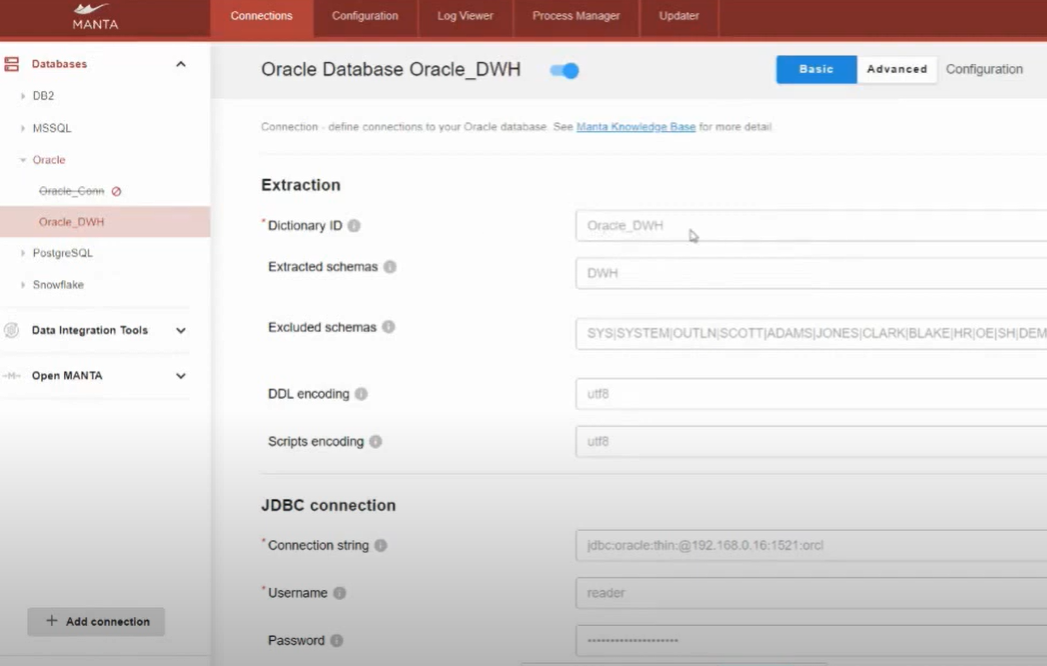 MANTA
Connections
Configuration
Log Viewer
Process Manager
Updater
Databases
DB2
MSSQL
Oracle
Oracle_Conn
Oracle_DWH
PostgreSQL
Snowflake
Data Integration Tools
Open MANTA
+ Add connection
Oracle Database Oracle_DWH
Basic
Advanced
Configuration
Connection - define connections to your Oracle database. See Manta Knowledge Base for more detail
Extraction
* Dictionary ID
Oracle_DWH
Extracted schemas
DWH
Excluded schemas
SYS|SYSTEM|OUTLN|SCOTT|ADAMS|JONES|CLARK|BLAKE|HR|OE|SH|DEM
DDL encoding
utf8
Scripts encoding
utf8
JDBC connection
* Connection string
jdbc:oracle:thin:@192.168.0.16:1521:orcl
* Username
reader
Password
--------------------